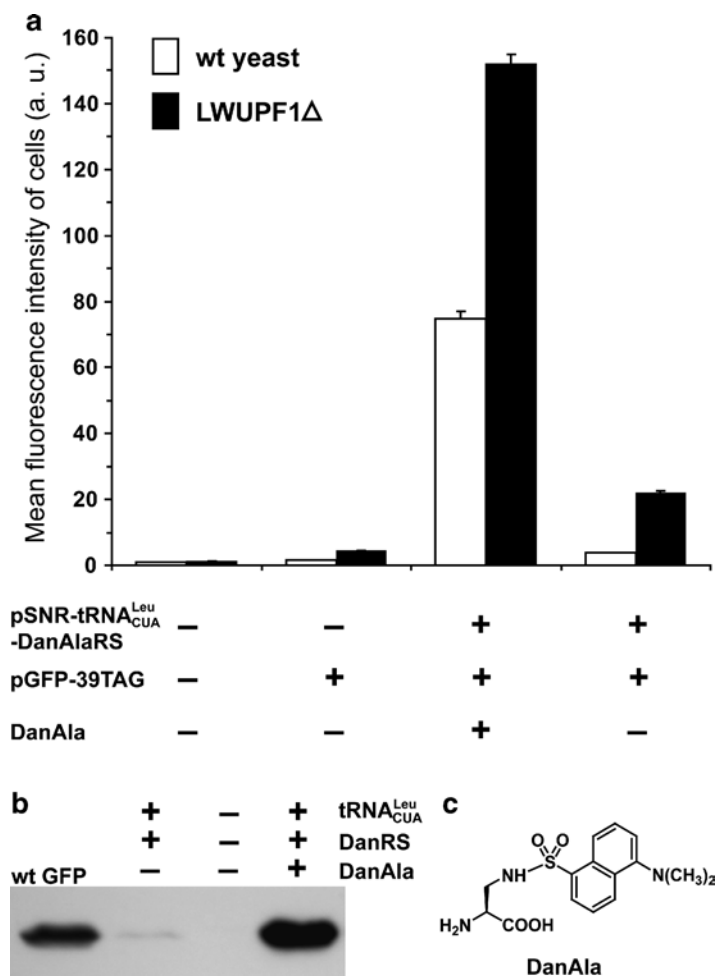 a
Mean fluorescence intensity of cells (a. u.)
160
140
120
100
80
60
40
20
0
wt yeast
LWUPF1Δ
pSNR-tRNA^Leu_CUA
-DanAlaRS
– – + +
pGFP-39TAG
– + + +
DanAla
– – + –
b
+ – + tRNA^Leu_CUA
+ – + DanRS
wt GFP – – + DanAla
c
O O
S
NH
N(CH₃)₂
H₂N COOH
DanAla